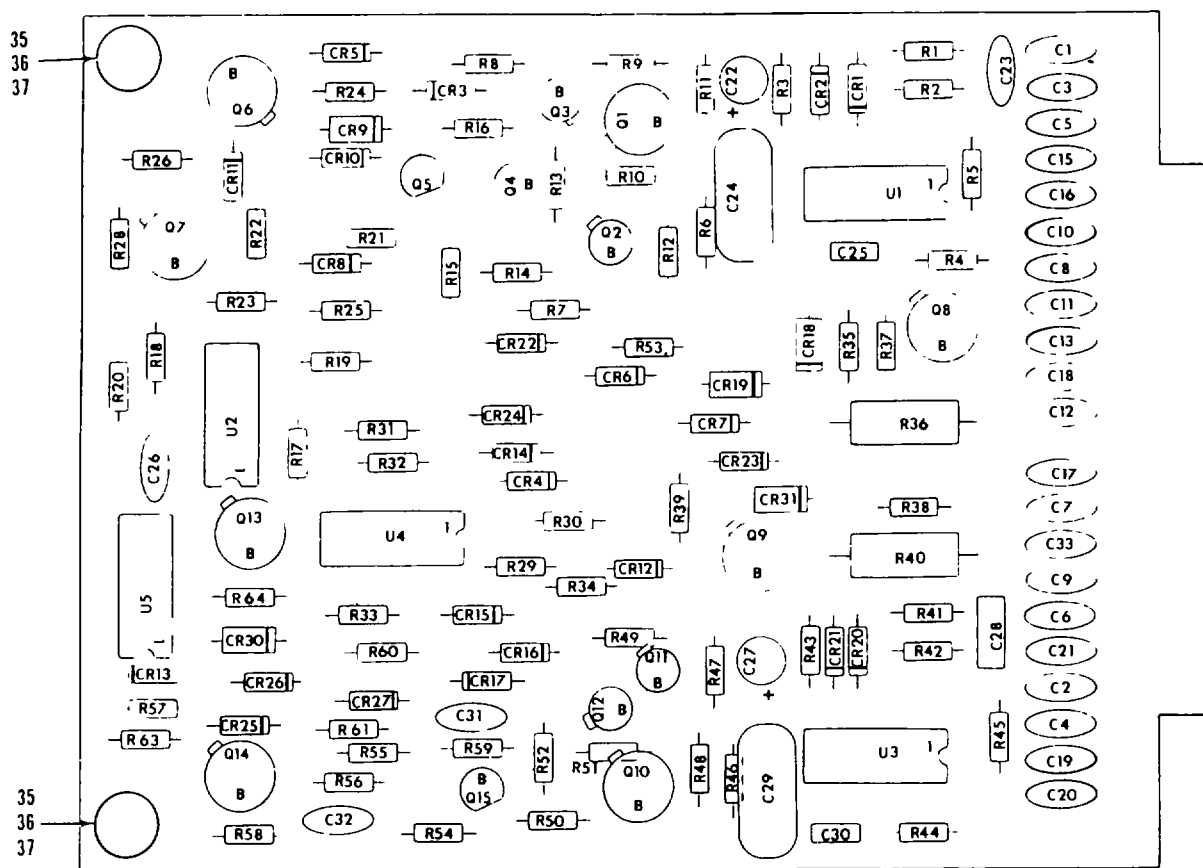 35
36
37
CR5 R8 R9 R1 C1
B Q6 R24 CR3 B Q3 Q1 B R11 C22 + R3 CR2 CR1 R2 C23 C3
CR9 R16 C5
R26 CR11 CR10 Q5 Q4 B R13 R10 C24 U1 1 R5 C15
C16
R28 Q7 B R22 R21 Q2 B R12 R6 C25 R4 C10
CR8 R15 R14 C8
R23 R25 R7 Q8 B C11
R18 CR22 R53 CR18 R35 R37 C13
R20 U2 1 R19 CR6 CR19 C18
CR24 CR7 R36 C12
C26 R17 R31 R32 CR14 CR23
CR4 R39 CR31 C17
Q13 B U4 1 R30 Q9 B R38 C7
C33
U5 1 R29 CR12 R40 C9
R34
R64 R33 CR15 R41 C6
CR30 R60 CR16 R49 Q11 B R47 C27 + R43 CR21 CR20 R42 C28 C21
CR13 CR26 CR17 C2
R57 CR27 C31 Q12 B
CR25 R61 C4
R63 Q14 B R55 R59 R52 R51 Q10 B R48 R46 C29 U3 1 R45 C19
R56 B Q15 C20
35
36
37
R58 C32 R54 R50 C30 R44